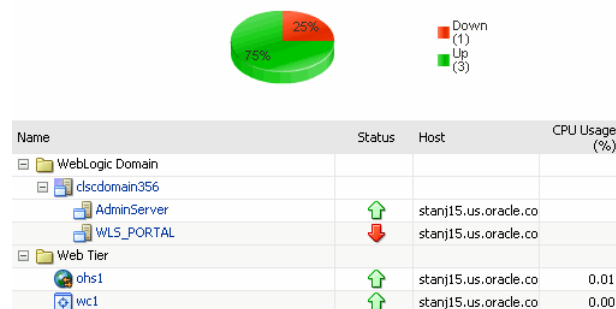 25%
75%
Down
(1)
Up
(3)
Name Status Host CPU Usage
(%)
WebLogic Domain
clscdomain356
AdminServer stanj15.us.oracle.co
WLS_PORTAL stanj15.us.oracle.co
Web Tier
ohs1 stanj15.us.oracle.co 0.01
wc1 stanj15.us.oracle.co 0.00